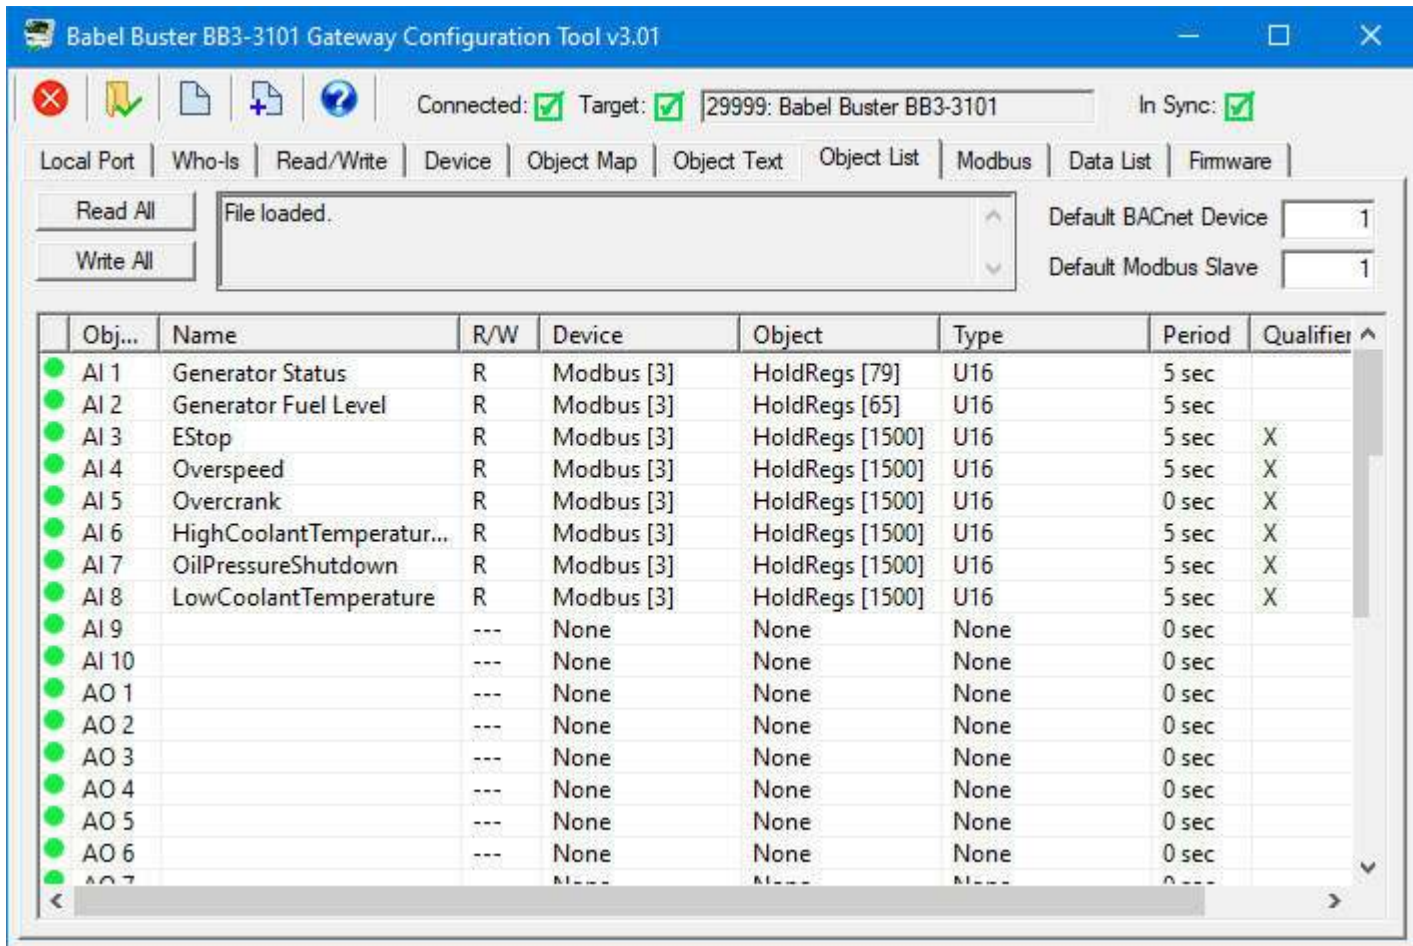 Babel Buster BB3-3101 Gateway Configuration Tool v3.01
Connected: Target: 29999: Babel Buster BB3-3101 In Sync:
Local Port Who-Is Read/Write Device Object Map Object Text Object List Modbus Data List Firmware
Read All File loaded. Default BACnet Device 1
Write All Default Modbus Slave 1
Obj... Name R/W Device Object Type Period Qualifier
AI 1 Generator Status R Modbus [3] HoldRegs [79] U16 5 sec
AI 2 Generator Fuel Level R Modbus [3] HoldRegs [65] U16 5 sec
AI 3 EStop R Modbus [3] HoldRegs [1500] U16 5 sec X
AI 4 Overspeed R Modbus [3] HoldRegs [1500] U16 5 sec X
AI 5 Overcrank R Modbus [3] HoldRegs [1500] U16 0 sec X
AI 6 HighCoolantTemperatur... R Modbus [3] HoldRegs [1500] U16 5 sec X
AI 7 OilPressureShutdown R Modbus [3] HoldRegs [1500] U16 5 sec X
AI 8 LowCoolantTemperature R Modbus [3] HoldRegs [1500] U16 5 sec X
AI 9 --- None None None 0 sec
AI 10 --- None None None 0 sec
AO 1 --- None None None 0 sec
AO 2 --- None None None 0 sec
AO 3 --- None None None 0 sec
AO 4 --- None None None 0 sec
AO 5 --- None None None 0 sec
AO 6 --- None None None 0 sec